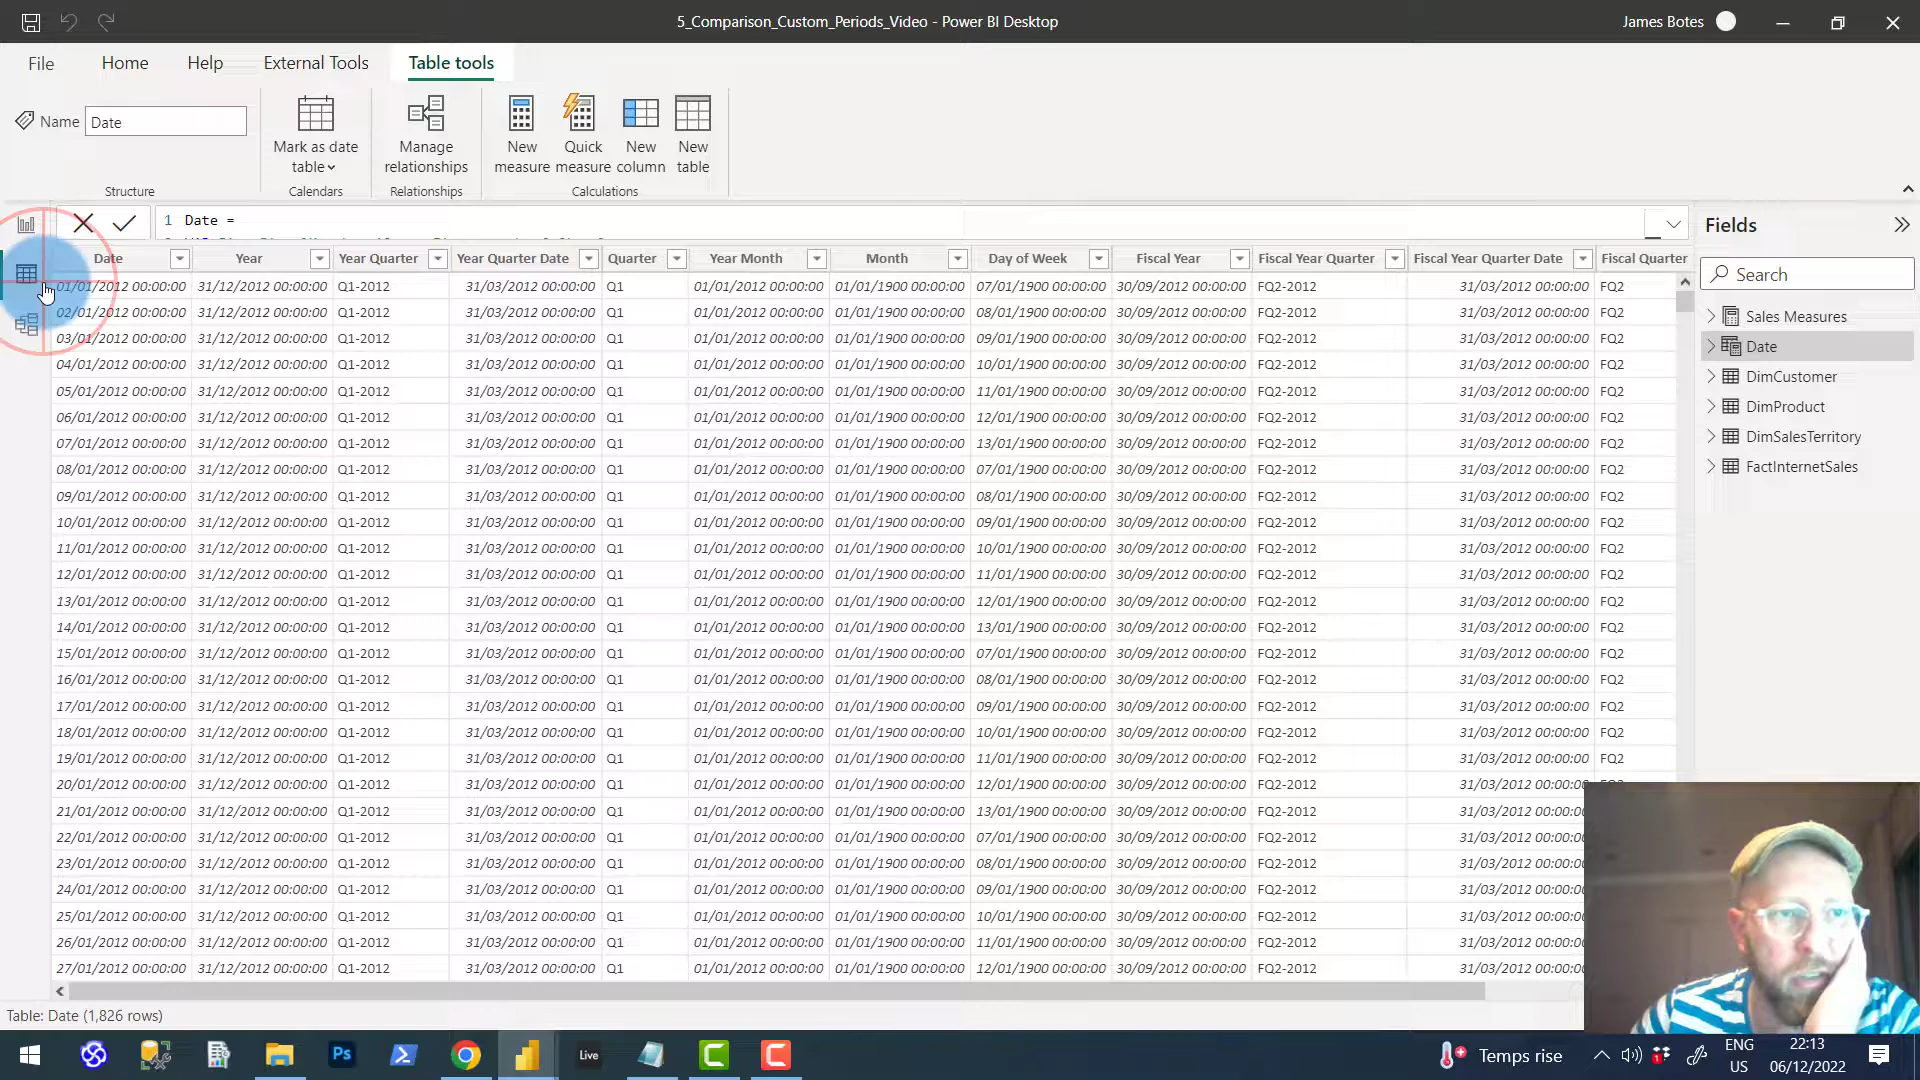 5_Comparison_Custom_Periods_Video - Power BI Desktop
James Botes
File Home Help External Tools Table tools
Name Date
Mark as date table
Manage relationships
New measure
Quick measure
New column
New table
Structure Calendars Relationships Calculations
1 Date =
Date Year Year Quarter Year Quarter Date Quarter Year Month Month Day of Week Fiscal Year Fiscal Year Quarter Fiscal Year Quarter Date Fiscal Quarter
01/01/2012 00:00:00 31/12/2012 00:00:00 Q1-2012 31/03/2012 00:00:00 Q1 01/01/2012 00:00:00 01/01/1900 00:00:00 07/01/1900 00:00:00 30/09/2012 00:00:00 FQ2-2012 31/03/2012 00:00:00 FQ2
02/01/2012 00:00:00 31/12/2012 00:00:00 Q1-2012 31/03/2012 00:00:00 Q1 01/01/2012 00:00:00 01/01/1900 00:00:00 08/01/1900 00:00:00 30/09/2012 00:00:00 FQ2-2012 31/03/2012 00:00:00 FQ2
03/01/2012 00:00:00 31/12/2012 00:00:00 Q1-2012 31/03/2012 00:00:00 Q1 01/01/2012 00:00:00 01/01/1900 00:00:00 09/01/1900 00:00:00 30/09/2012 00:00:00 FQ2-2012 31/03/2012 00:00:00 FQ2
04/01/2012 00:00:00 31/12/2012 00:00:00 Q1-2012 31/03/2012 00:00:00 Q1 01/01/2012 00:00:00 01/01/1900 00:00:00 10/01/1900 00:00:00 30/09/2012 00:00:00 FQ2-2012 31/03/2012 00:00:00 FQ2
05/01/2012 00:00:00 31/12/2012 00:00:00 Q1-2012 31/03/2012 00:00:00 Q1 01/01/2012 00:00:00 01/01/1900 00:00:00 11/01/1900 00:00:00 30/09/2012 00:00:00 FQ2-2012 31/03/2012 00:00:00 FQ2
06/01/2012 00:00:00 31/12/2012 00:00:00 Q1-2012 31/03/2012 00:00:00 Q1 01/01/2012 00:00:00 01/01/1900 00:00:00 12/01/1900 00:00:00 30/09/2012 00:00:00 FQ2-2012 31/03/2012 00:00:00 FQ2
07/01/2012 00:00:00 31/12/2012 00:00:00 Q1-2012 31/03/2012 00:00:00 Q1 01/01/2012 00:00:00 01/01/1900 00:00:00 13/01/1900 00:00:00 30/09/2012 00:00:00 FQ2-2012 31/03/2012 00:00:00 FQ2
08/01/2012 00:00:00 31/12/2012 00:00:00 Q1-2012 31/03/2012 00:00:00 Q1 01/01/2012 00:00:00 01/01/1900 00:00:00 07/01/1900 00:00:00 30/09/2012 00:00:00 FQ2-2012 31/03/2012 00:00:00 FQ2
09/01/2012 00:00:00 31/12/2012 00:00:00 Q1-2012 31/03/2012 00:00:00 Q1 01/01/2012 00:00:00 01/01/1900 00:00:00 08/01/1900 00:00:00 30/09/2012 00:00:00 FQ2-2012 31/03/2012 00:00:00 FQ2
10/01/2012 00:00:00 31/12/2012 00:00:00 Q1-2012 31/03/2012 00:00:00 Q1 01/01/2012 00:00:00 01/01/1900 00:00:00 09/01/1900 00:00:00 30/09/2012 00:00:00 FQ2-2012 31/03/2012 00:00:00 FQ2
11/01/2012 00:00:00 31/12/2012 00:00:00 Q1-2012 31/03/2012 00:00:00 Q1 01/01/2012 00:00:00 01/01/1900 00:00:00 10/01/1900 00:00:00 30/09/2012 00:00:00 FQ2-2012 31/03/2012 00:00:00 FQ2
12/01/2012 00:00:00 31/12/2012 00:00:00 Q1-2012 31/03/2012 00:00:00 Q1 01/01/2012 00:00:00 01/01/1900 00:00:00 11/01/1900 00:00:00 30/09/2012 00:00:00 FQ2-2012 31/03/2012 00:00:00 FQ2
13/01/2012 00:00:00 31/12/2012 00:00:00 Q1-2012 31/03/2012 00:00:00 Q1 01/01/2012 00:00:00 01/01/1900 00:00:00 12/01/1900 00:00:00 30/09/2012 00:00:00 FQ2-2012 31/03/2012 00:00:00 FQ2
14/01/2012 00:00:00 31/12/2012 00:00:00 Q1-2012 31/03/2012 00:00:00 Q1 01/01/2012 00:00:00 01/01/1900 00:00:00 13/01/1900 00:00:00 30/09/2012 00:00:00 FQ2-2012 31/03/2012 00:00:00 FQ2
15/01/2012 00:00:00 31/12/2012 00:00:00 Q1-2012 31/03/2012 00:00:00 Q1 01/01/2012 00:00:00 01/01/1900 00:00:00 07/01/1900 00:00:00 30/09/2012 00:00:00 FQ2-2012 31/03/2012 00:00:00 FQ2
16/01/2012 00:00:00 31/12/2012 00:00:00 Q1-2012 31/03/2012 00:00:00 Q1 01/01/2012 00:00:00 01/01/1900 00:00:00 08/01/1900 00:00:00 30/09/2012 00:00:00 FQ2-2012 31/03/2012 00:00:00 FQ2
17/01/2012 00:00:00 31/12/2012 00:00:00 Q1-2012 31/03/2012 00:00:00 Q1 01/01/2012 00:00:00 01/01/1900 00:00:00 09/01/1900 00:00:00 30/09/2012 00:00:00 FQ2-2012 31/03/2012 00:00:00 FQ2
18/01/2012 00:00:00 31/12/2012 00:00:00 Q1-2012 31/03/2012 00:00:00 Q1 01/01/2012 00:00:00 01/01/1900 00:00:00 10/01/1900 00:00:00 30/09/2012 00:00:00 FQ2-2012 31/03/2012 00:00:00 FQ2
19/01/2012 00:00:00 31/12/2012 00:00:00 Q1-2012 31/03/2012 00:00:00 Q1 01/01/2012 00:00:00 01/01/1900 00:00:00 11/01/1900 00:00:00 30/09/2012 00:00:00 FQ2-2012 31/03/2012 00:00:00 FQ2
20/01/2012 00:00:00 31/12/2012 00:00:00 Q1-2012 31/03/2012 00:00:00 Q1 01/01/2012 00:00:00 01/01/1900 00:00:00 12/01/1900 00:00:00 30/09/2012 00:00:00 FQ2-2012 31/03/2012
21/01/2012 00:00:00 31/12/2012 00:00:00 Q1-2012 31/03/2012 00:00:00 Q1 01/01/2012 00:00:00 01/01/1900 00:00:00 13/01/1900 00:00:00 30/09/2012 00:00:00 FQ2-2012 31/03/2012
22/01/2012 00:00:00 31/12/2012 00:00:00 Q1-2012 31/03/2012 00:00:00 Q1 01/01/2012 00:00:00 01/01/1900 00:00:00 07/01/1900 00:00:00 30/09/2012 00:00:00 FQ2-2012 31/03/2012
23/01/2012 00:00:00 31/12/2012 00:00:00 Q1-2012 31/03/2012 00:00:00 Q1 01/01/2012 00:00:00 01/01/1900 00:00:00 08/01/1900 00:00:00 30/09/2012 00:00:00 FQ2-2012 31/03/2012
24/01/2012 00:00:00 31/12/2012 00:00:00 Q1-2012 31/03/2012 00:00:00 Q1 01/01/2012 00:00:00 01/01/1900 00:00:00 09/01/1900 00:00:00 30/09/2012 00:00:00 FQ2-2012 31/03/2012
25/01/2012 00:00:00 31/12/2012 00:00:00 Q1-2012 31/03/2012 00:00:00 Q1 01/01/2012 00:00:00 01/01/1900 00:00:00 10/01/1900 00:00:00 30/09/2012 00:00:00 FQ2-2012 31/03/2012
26/01/2012 00:00:00 31/12/2012 00:00:00 Q1-2012 31/03/2012 00:00:00 Q1 01/01/2012 00:00:00 01/01/1900 00:00:00 11/01/1900 00:00:00 30/09/2012 00:00:00 FQ2-2012 31/03/2012
27/01/2012 00:00:00 31/12/2012 00:00:00 Q1-2012 31/03/2012 00:00:00 Q1 01/01/2012 00:00:00 01/01/1900 00:00:00 12/01/1900 00:00:00 30/09/2012 00:00:00 FQ2-2012 31/03/2012
Fields
Search
Sales Measures
Date
DimCustomer
DimProduct
DimSalesTerritory
FactInternetSales
Table: Date (1,826 rows)
Ps
Live
Temps rise
ENG
US
22:13
06/12/2022